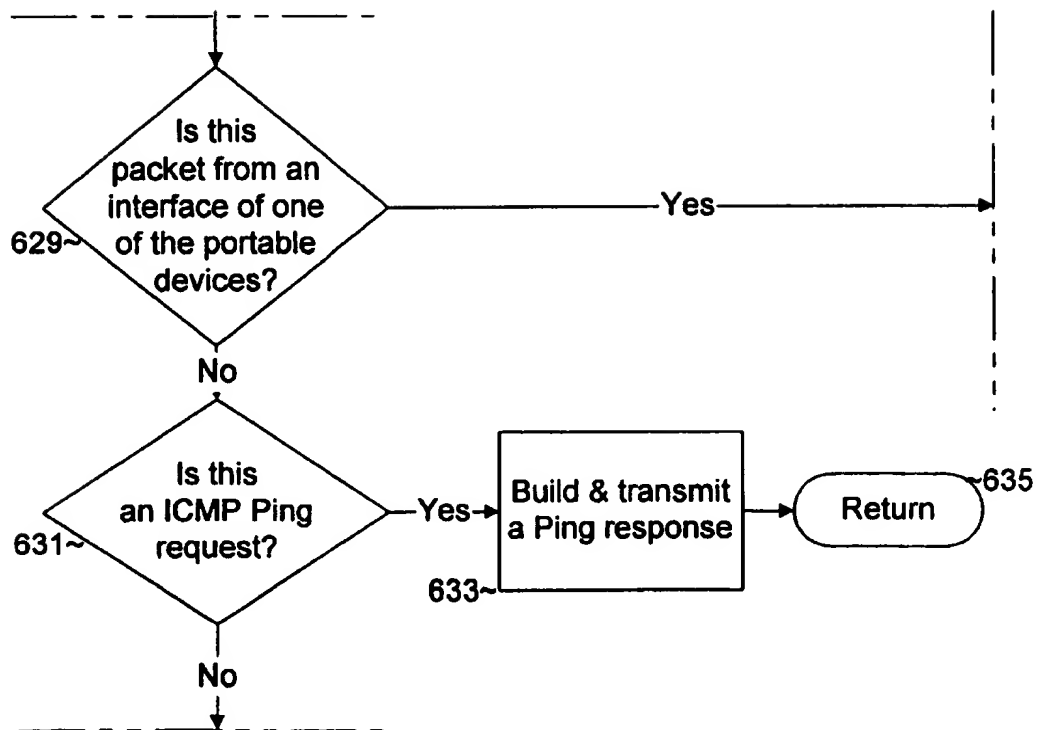 Is this
packet from an
interface of one
of the portable
devices?
629~
Yes
No
Is this
an ICMP Ping
request?
631~
Yes
Build & transmit
a Ping response
633~
Return
~635
No